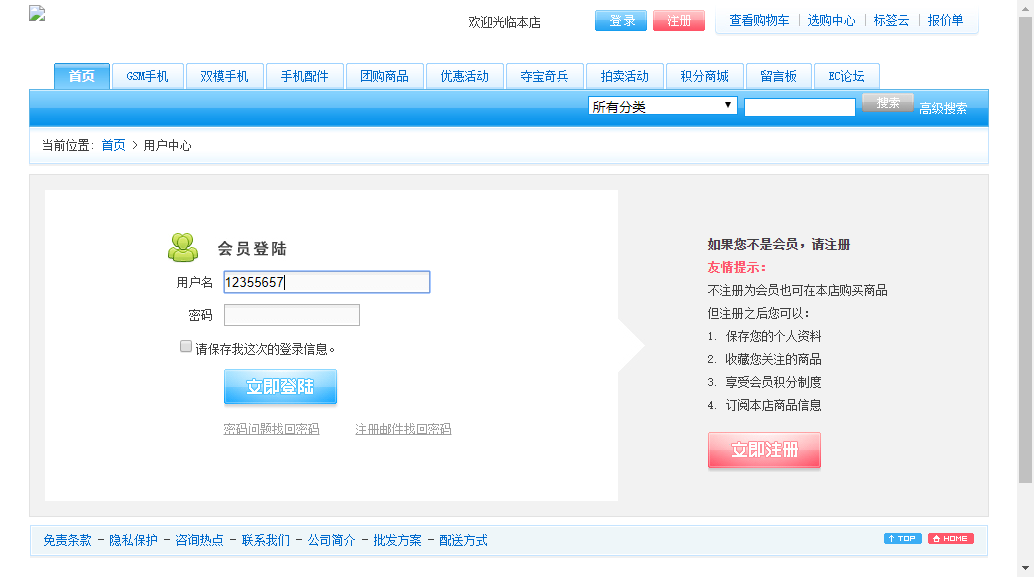 欢迎光临本店
登录 注册 查看购物车 选购中心 标签云 报价单
首页 GSM手机 双模手机 手机配件 团购商品 优惠活动 夺宝奇兵 拍卖活动 积分商城 留言板 EC论坛
所有分类 搜索 高级搜索
当前位置: 首页 > 用户中心
会员登陆
用户名 12355657
密码
请保存我这次的登录信息。
立即登陆
密码问题找回密码 注册邮件找回密码
如果您不是会员，请注册
友情提示：
不注册为会员也可在本店购买商品
但注册之后您可以：
1. 保存您的个人资料
2. 收藏您关注的商品
3. 享受会员积分制度
4. 订阅本店商品信息
立即注册
免责条款 - 隐私保护 - 咨询热点 - 联系我们 - 公司简介 - 批发方案 - 配送方式
TOP HOME